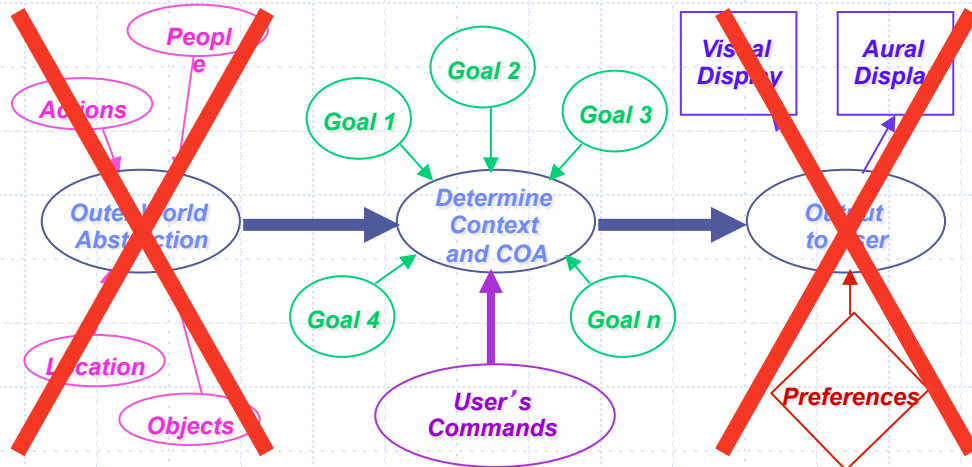 Peopl
e
Actions
Outer World
Abstraction
Location
Objects
Goal 1
Goal 2
Goal 3
Determine
Context
and COA
Goal 4
Goal n
User's
Commands
Visual
Display
Aural
Display
Output
to User
Preferences